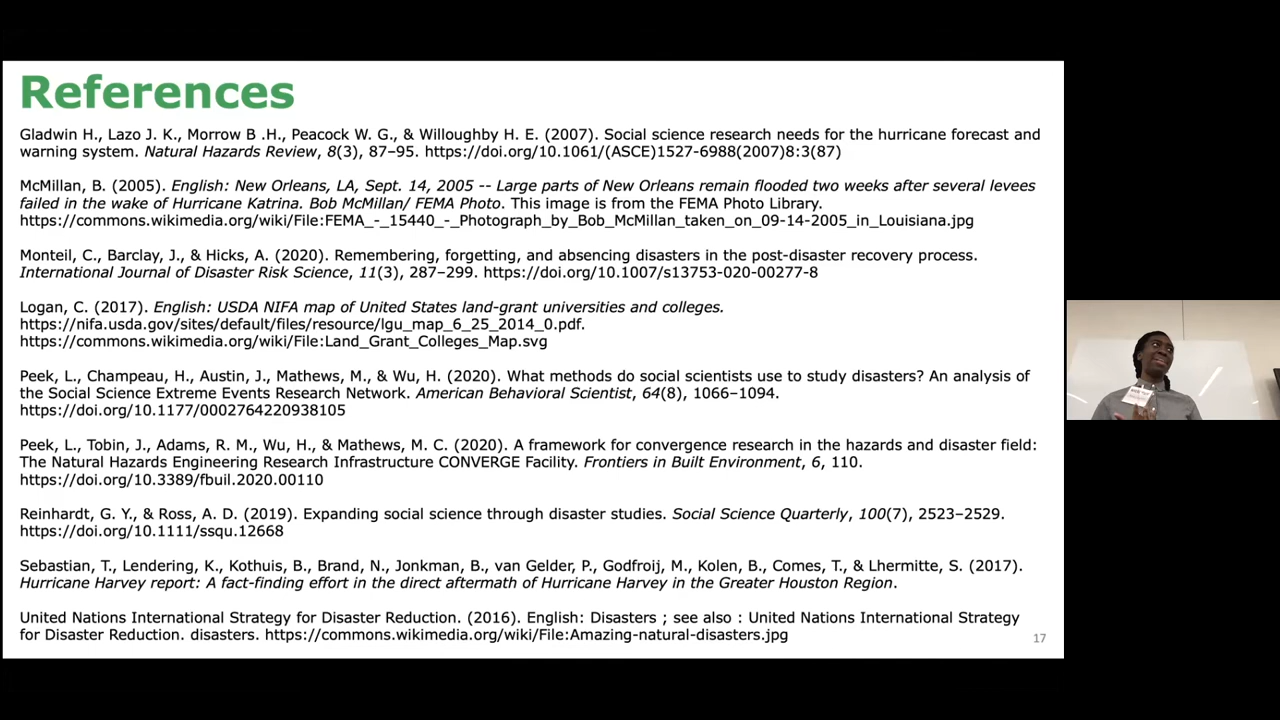 References
Gladwin H., Lazo J. K., Morrow B .H., Peacock W. G., & Willoughby H. E. (2007). Social science research needs for the hurricane forecast and
warning system. Natural Hazards Review, 8(3), 87–95. https://doi.org/10.1061/(ASCE)1527-6988(2007)8:3(87)
McMillan, B. (2005). English: New Orleans, LA, Sept. 14, 2005 -- Large parts of New Orleans remain flooded two weeks after several levees
failed in the wake of Hurricane Katrina. Bob McMillan/ FEMA Photo. This image is from the FEMA Photo Library.
https://commons.wikimedia.org/wiki/File:FEMA_-_15440_-_Photograph_by_Bob_McMillan_taken_on_09-14-2005_in_Louisiana.jpg
Monteil, C., Barclay, J., & Hicks, A. (2020). Remembering, forgetting, and absencing disasters in the post-disaster recovery process.
International Journal of Disaster Risk Science, 11(3), 287–299. https://doi.org/10.1007/s13753-020-00277-8
Logan, C. (2017). English: USDA NIFA map of United States land-grant universities and colleges.
https://nifa.usda.gov/sites/default/files/resource/lgu_map_6_25_2014_0.pdf.
https://commons.wikimedia.org/wiki/File:Land_Grant_Colleges_Map.svg
Peek, L., Champeau, H., Austin, J., Mathews, M., & Wu, H. (2020). What methods do social scientists use to study disasters? An analysis of
the Social Science Extreme Events Research Network. American Behavioral Scientist, 64(8), 1066–1094.
https://doi.org/10.1177/0002764220938105
Peek, L., Tobin, J., Adams, R. M., Wu, H., & Mathews, M. C. (2020). A framework for convergence research in the hazards and disaster field:
The Natural Hazards Engineering Research Infrastructure CONVERGE Facility. Frontiers in Built Environment, 6, 110.
https://doi.org/10.3389/fbuil.2020.00110
Reinhardt, G. Y., & Ross, A. D. (2019). Expanding social science through disaster studies. Social Science Quarterly, 100(7), 2523–2529.
https://doi.org/10.1111/ssqu.12668
Sebastian, T., Lendering, K., Kothuis, B., Brand, N., Jonkman, B., van Gelder, P., Godfroij, M., Kolen, B., Comes, T., & Lhermitte, S. (2017).
Hurricane Harvey report: A fact-finding effort in the direct aftermath of Hurricane Harvey in the Greater Houston Region.
United Nations International Strategy for Disaster Reduction. (2016). English: Disasters ; see also : United Nations International Strategy
for Disaster Reduction. disasters. https://commons.wikimedia.org/wiki/File:Amazing-natural-disasters.jpg
17